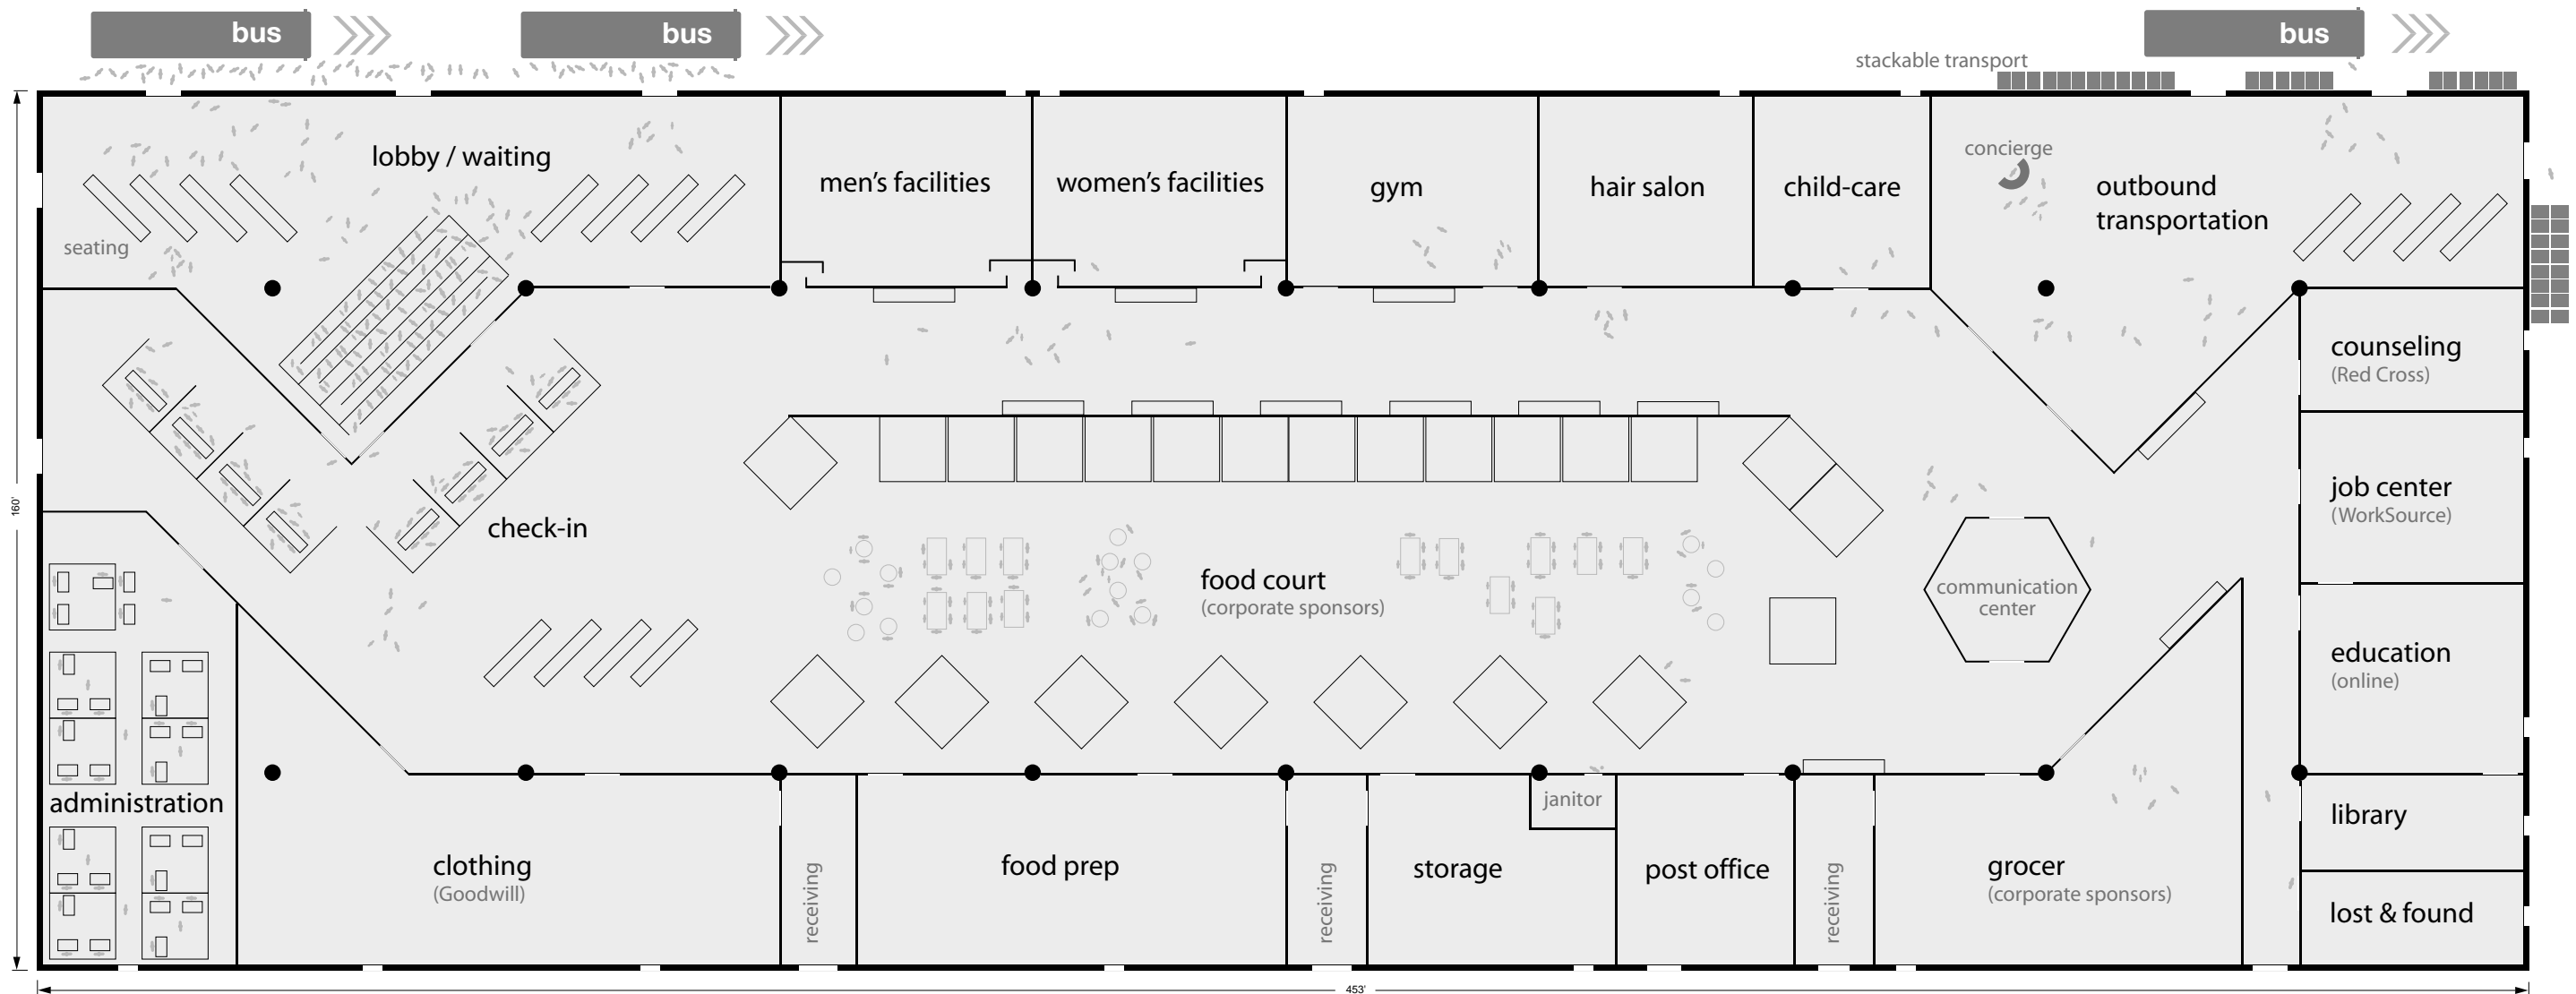 bus
bus
bus
stackable transport
lobby / waiting
seating
men’s facilities
women’s facilities
gym
hair salon
child-care
concierge
outbound
transportation
counseling
(Red Cross)
160’
check-in
job center
(WorkSource)
food court
(corporate sponsors)
communication
center
education
(online)
administration
clothing
(Goodwill)
receiving
food prep
receiving
storage
janitor
post office
receiving
grocer
(corporate sponsors)
library
lost & found
453’